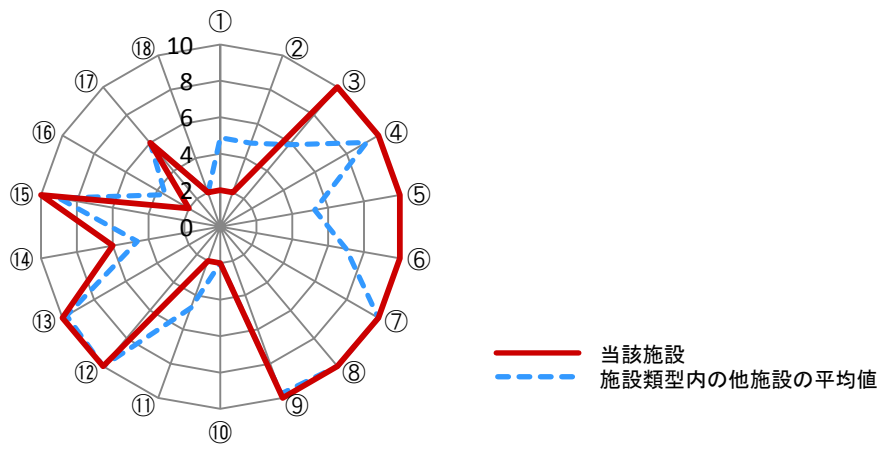 ①
⑱ 10 ②
⑰ 8 ③
6
⑯ 4 ④
2
⑮ 0 ⑤
⑭ ⑥
⑬ ⑦
⑫ ⑧
⑪ ⑨
⑩
当該施設
施設類型内の他施設の平均値